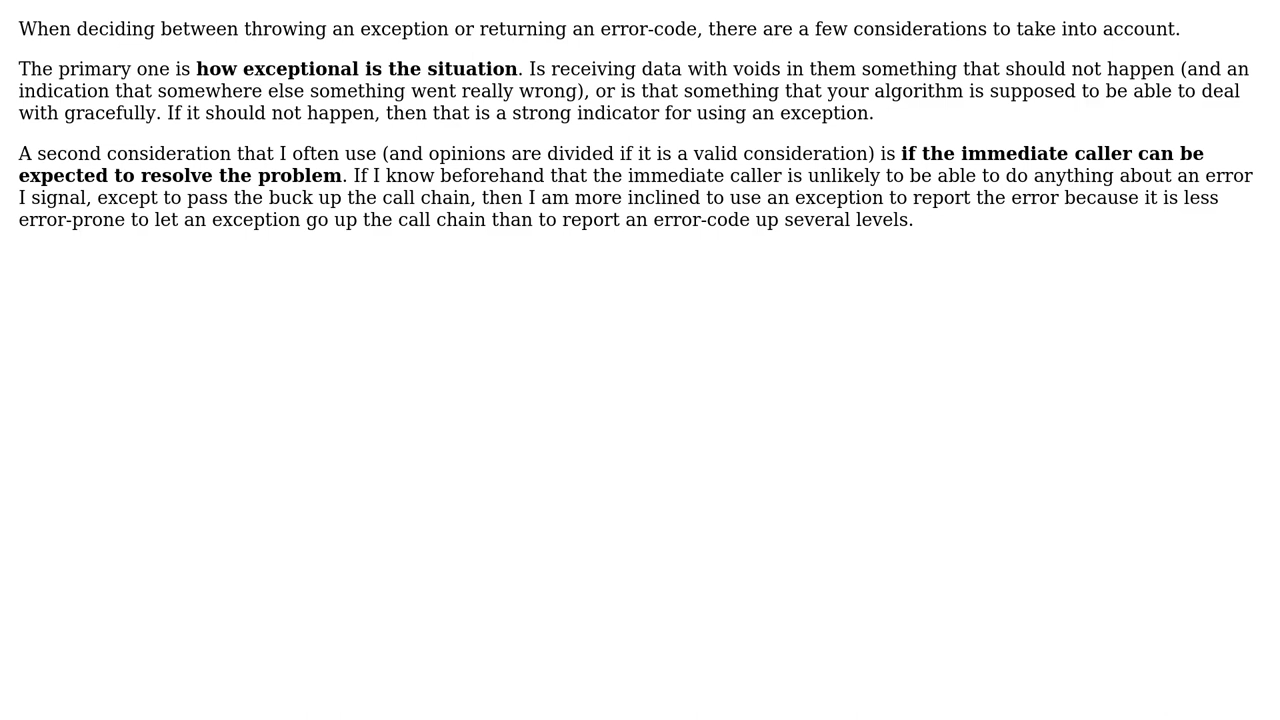 When deciding between throwing an exception or returning an error-code, there are a few considerations to take into account.
The primary one is how exceptional is the situation. Is receiving data with voids in them something that should not happen (and an
indication that somewhere else something went really wrong), or is that something that your algorithm is supposed to be able to deal
with gracefully. If it should not happen, then that is a strong indicator for using an exception.
A second consideration that I often use (and opinions are divided if it is a valid consideration) is if the immediate caller can be
expected to resolve the problem. If I know beforehand that the immediate caller is unlikely to be able to do anything about an error
I signal, except to pass the buck up the call chain, then I am more inclined to use an exception to report the error because it is less
error-prone to let an exception go up the call chain than to report an error-code up several levels.